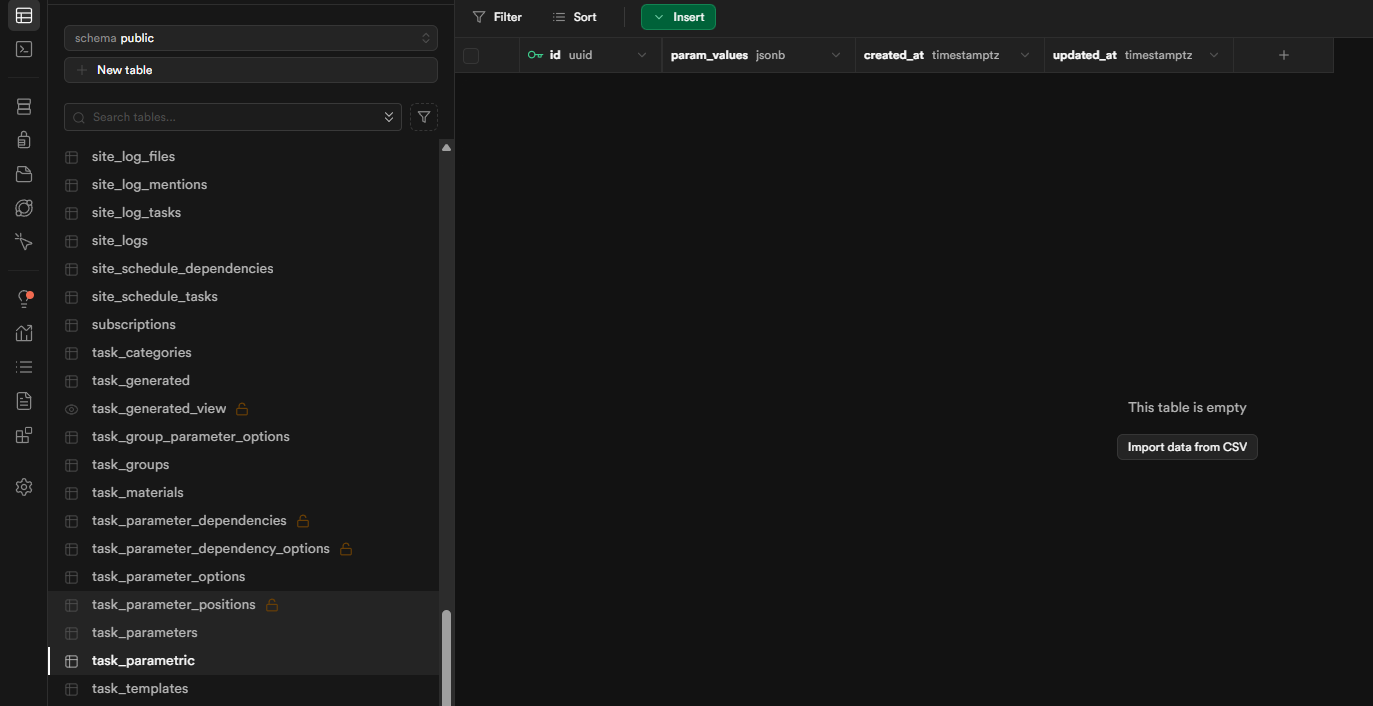 schema public
New table
Search tables...
site_log_files
site_log_mentions
site_log_tasks
site_logs
site_schedule_dependencies
site_schedule_tasks
subscriptions
task_categories
task_generated
task_generated_view
task_group_parameter_options
task_groups
task_materials
task_parameter_dependencies
task_parameter_dependency_options
task_parameter_options
task_parameter_positions
task_parameters
task_parametric
task_templates
Filter Sort Insert
id uuid param_values jsonb created_at timestamptz updated_at timestamptz
This table is empty
Import data from CSV